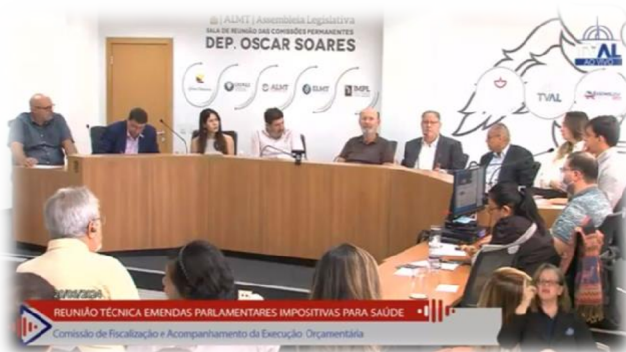 ALMT | Assembleia Legislativa
SALA DE REUNIÃO DAS COMISSÕES PERMANENTES
DEP. OSCAR SOARES
ALMT
TVAL
TVAL
AO VIVO
REUNIÃO TÉCNICA EMENDAS PARLAMENTARES IMPOSITIVAS PARA SAÚDE
Comissão de Fiscalização e Acompanhamento da Execução Orçamentária